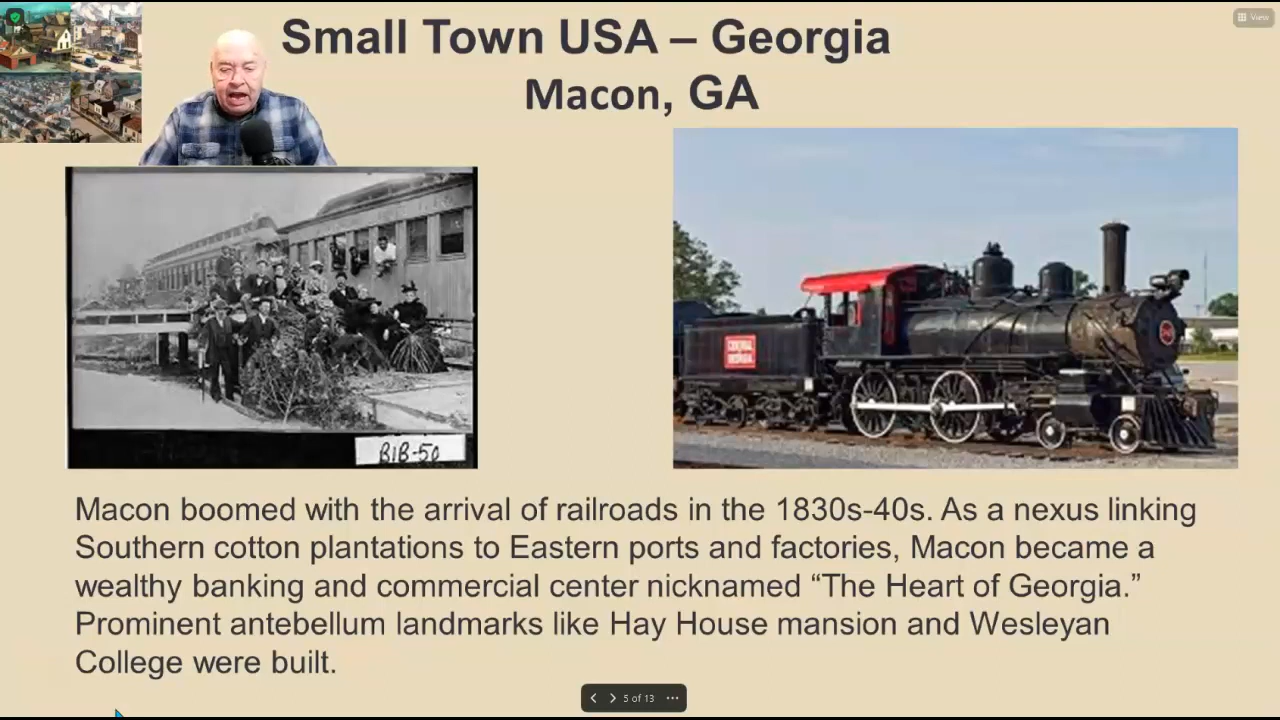 View
Small Town USA – Georgia
Macon, GA
CENTRAL
GEORGIA
BIB-50
Macon boomed with the arrival of railroads in the 1830s-40s. As a nexus linking
Southern cotton plantations to Eastern ports and factories, Macon became a
wealthy banking and commercial center nicknamed “The Heart of Georgia.”
Prominent antebellum landmarks like Hay House mansion and Wesleyan
College were built.
5 of 13